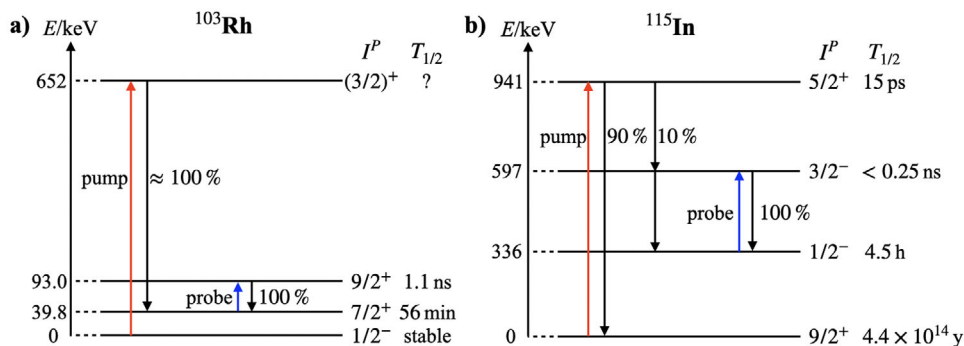 a) E/keV ¹⁰³Rh
Iᴾ T₁/₂
652 (3/2)⁺ ?
pump ≈ 100 %
93.0 9/2⁺ 1.1 ns
probe 100 %
39.8 7/2⁺ 56 min
0 1/2⁻ stable
b) E/keV ¹¹⁵In
Iᴾ T₁/₂
941 5/2⁺ 15 ps
pump 90 % 10 %
597 3/2⁻ < 0.25 ns
probe 100 %
336 1/2⁻ 4.5 h
0 9/2⁺ 4.4 × 10¹⁴ y